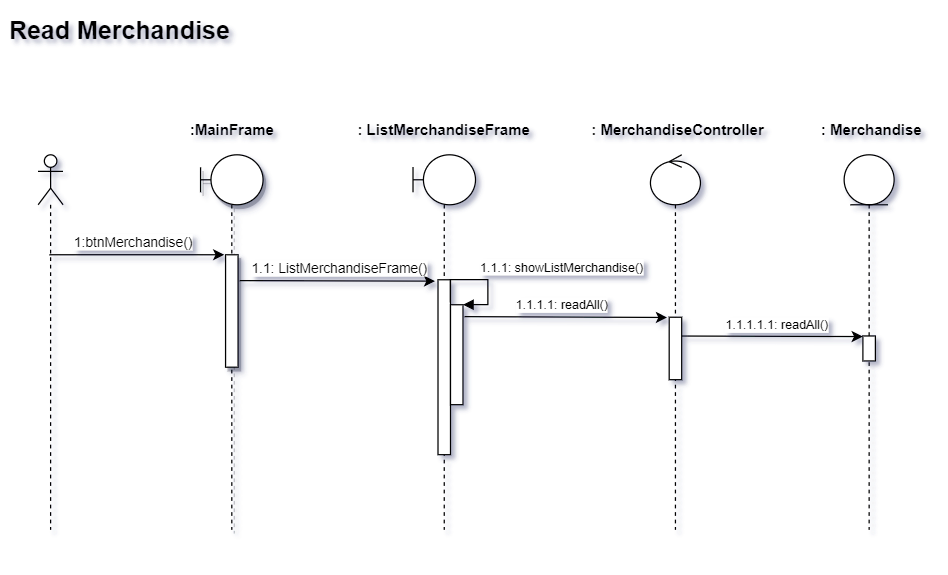 Read Merchandise
:MainFrame
: ListMerchandiseFrame
: MerchandiseController
: Merchandise
1:btnMerchandise()
1.1: ListMerchandiseFrame()
1.1.1: showListMerchandise()
1.1.1.1: readAll()
1.1.1.1.1: readAll()